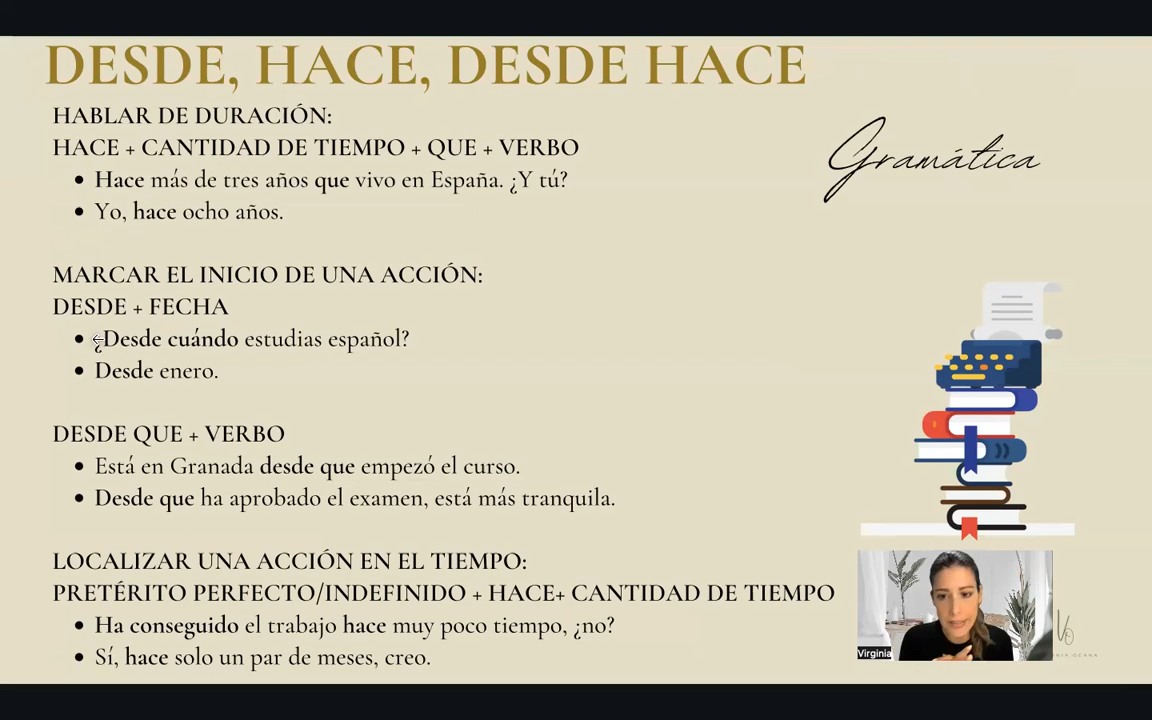 DESDE, HACE, DESDE HACE
HABLAR DE DURACIÓN:
HACE + CANTIDAD DE TIEMPO + QUE + VERBO
Gramática
• Hace más de tres años que vivo en España. ¿Y tú?
• Yo, hace ocho años.
MARCAR EL INICIO DE UNA ACCIÓN:
DESDE + FECHA
• ¿Desde cuándo estudias español?
• Desde enero.
DESDE QUE + VERBO
• Está en Granada desde que empezó el curso.
• Desde que ha aprobado el examen, está más tranquila.
LOCALIZAR UNA ACCIÓN EN EL TIEMPO:
PRETÉRITO PERFECTO/INDEFINIDO + HACE+ CANTIDAD DE TIEMPO
• Ha conseguido el trabajo hace muy poco tiempo, ¿no?
• Sí, hace solo un par de meses, creo.
Virginia
OCAÑA